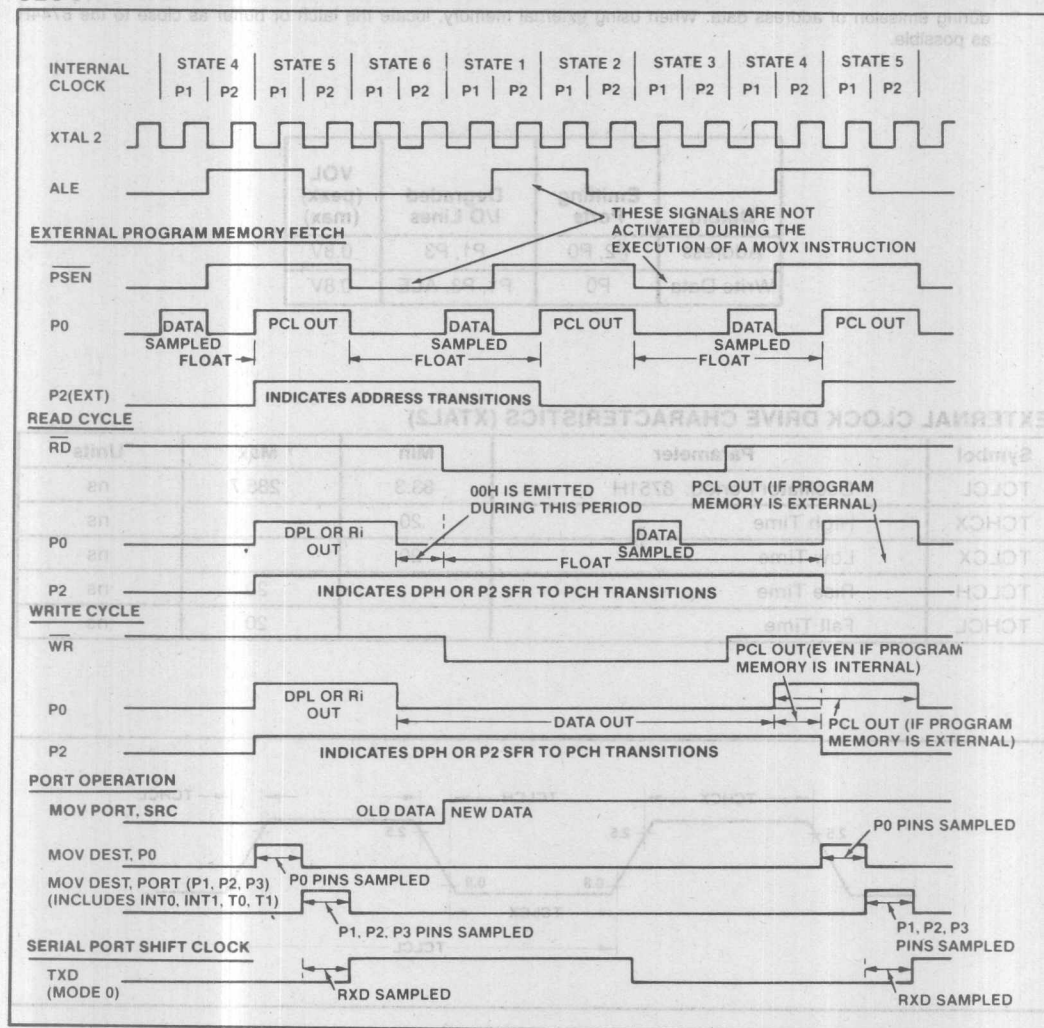 during emission of address data. When using external memory, locate the latch or buffer as close to the 8744H
as possible.
INTERNAL CLOCK
STATE 4 STATE 5 STATE 6 STATE 1 STATE 2 STATE 3 STATE 4 STATE 5
P1 P2 P1 P2 P1 P2 P1 P2 P1 P2 P1 P2 P1 P2 P1 P2
XTAL 2
ALE
THESE SIGNALS ARE NOT
ACTIVATED DURING THE
EXECUTION OF A MOVX INSTRUCTION
EXTERNAL PROGRAM MEMORY FETCH
PSEN
P0
DATA SAMPLED
PCL OUT
DATA SAMPLED
PCL OUT
DATA SAMPLED
PCL OUT
FLOAT
FLOAT
FLOAT
P2(EXT)
INDICATES ADDRESS TRANSITIONS
READ CYCLE
RD
00H IS EMITTED
DURING THIS PERIOD
PCL OUT (IF PROGRAM
MEMORY IS EXTERNAL)
P0
DPL OR Ri
OUT
DATA
SAMPLED
FLOAT
P2
INDICATES DPH OR P2 SFR TO PCH TRANSITIONS
WRITE CYCLE
WR
PCL OUT(EVEN IF PROGRAM
MEMORY IS INTERNAL)
P0
DPL OR Ri
OUT
DATA OUT
PCL OUT (IF PROGRAM
MEMORY IS EXTERNAL)
P2
INDICATES DPH OR P2 SFR TO PCH TRANSITIONS
PORT OPERATION
MOV PORT, SRC
OLD DATA NEW DATA
MOV DEST, P0
P0 PINS SAMPLED
P0 PINS SAMPLED
MOV DEST, PORT (P1, P2, P3)
(INCLUDES INT0, INT1, T0, T1)
P1, P2, P3 PINS SAMPLED
P1, P2, P3
PINS SAMPLED
SERIAL PORT SHIFT CLOCK
TXD
(MODE 0)
RXD SAMPLED
RXD SAMPLED